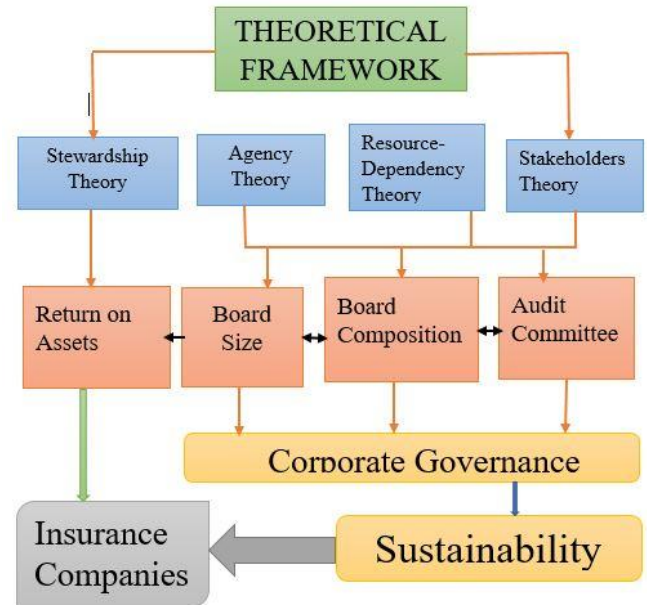 THEORETICAL
FRAMEWORK
Stewardship
Theory
Agency
Theory
Resource-
Dependency
Theory
Stakeholders
Theory
Return on
Assets
Board
Size
Board
Composition
Audit
Committee
Corporate Governance
Insurance
Companies
Sustainability